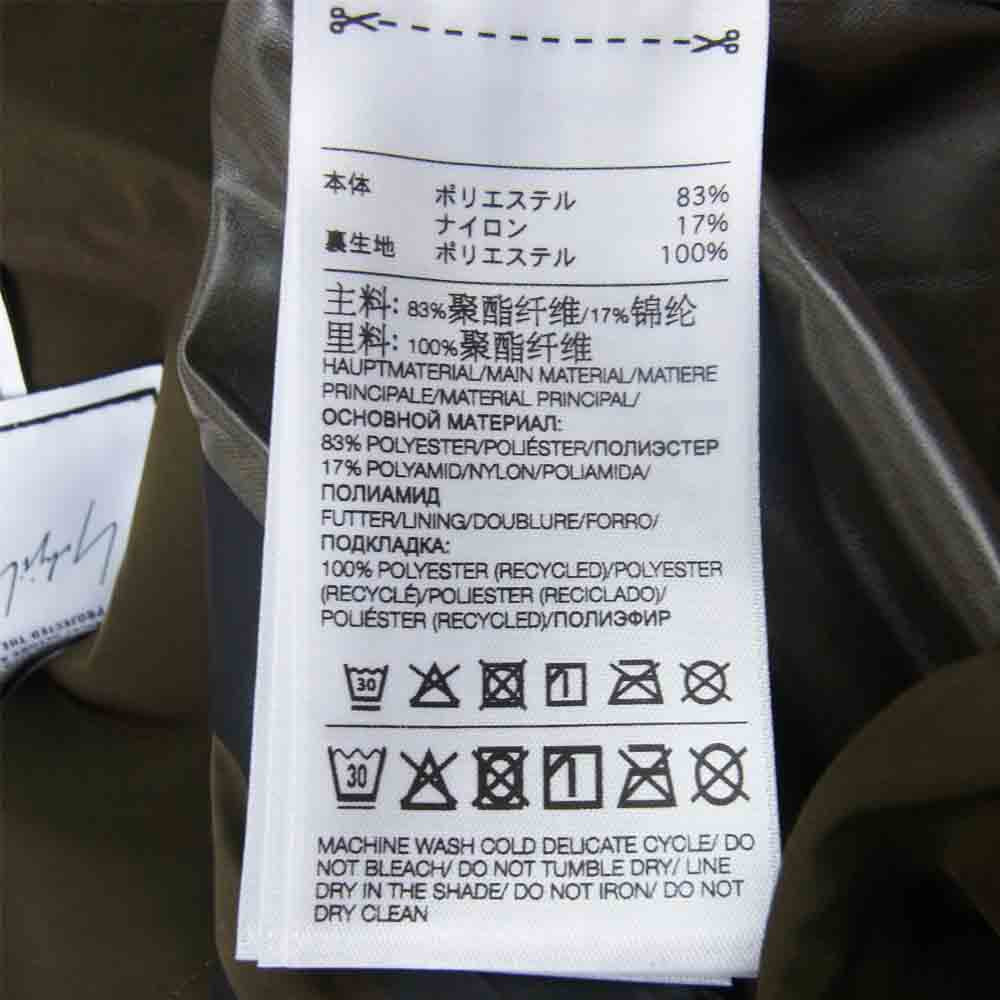 本体 ポリエステル 83%
ナイロン 17%
裏生地 ポリエステル 100%
主料: 83%聚酯纤维/17%锦纶
里料: 100%聚酯纤维
HAUPTMATERIAL/MAIN MATERIAL/MATIERE
PRINCIPALE/MATERIAL PRINCIPAL/
ОСНОВНОЙ МАТЕРИАЛ:
83% POLYESTER/POLIÉSTER/ПОЛИЭСТЕР
17% POLYAMID/NYLON/POLIAMIDA/
ПОЛИАМИД
FUTTER/LINING/DOUBLURE/FORRO/
ПОДКЛАДКА:
100% POLYESTER (RECYCLED)/POLYESTER
(RECYCLÉ)/POLIESTER (RECICLADO)/
POLIÉSTER (RECYCLED)/ПОЛИЭФИР
30
30
MACHINE WASH COLD DELICATE CYCLE/ DO
NOT BLEACH/ DO NOT TUMBLE DRY/ LINE
DRY IN THE SHADE/ DO NOT IRON/ DO NOT
DRY CLEAN
PROJECTED THE